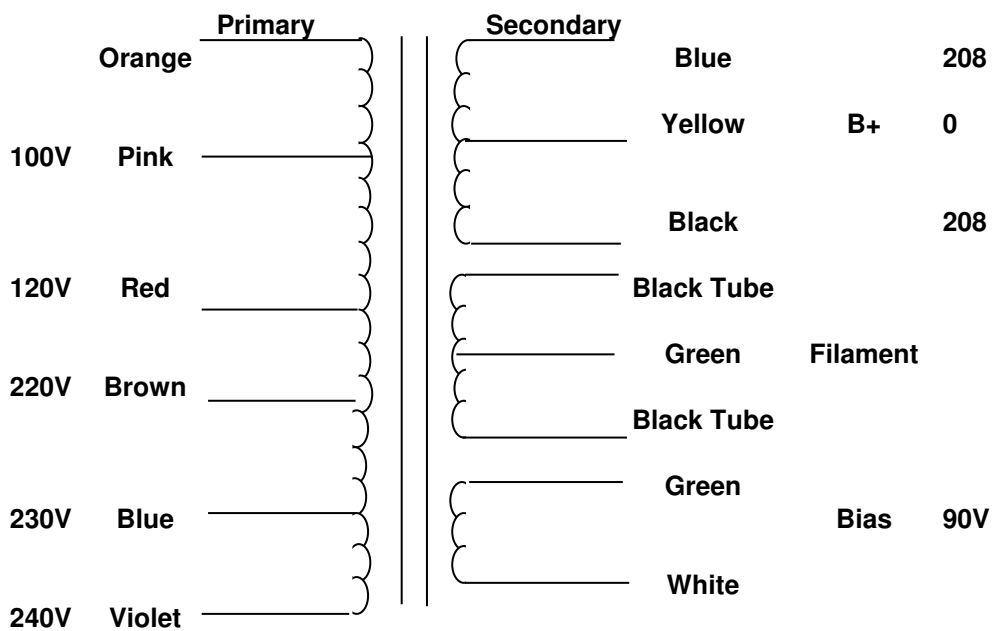 Primary Secondary
Orange Blue 208
Yellow B+ 0
100V Pink
Black 208
120V Red Black Tube
Green Filament
220V Brown
Black Tube
Green
230V Blue Bias 90V
White
240V Violet